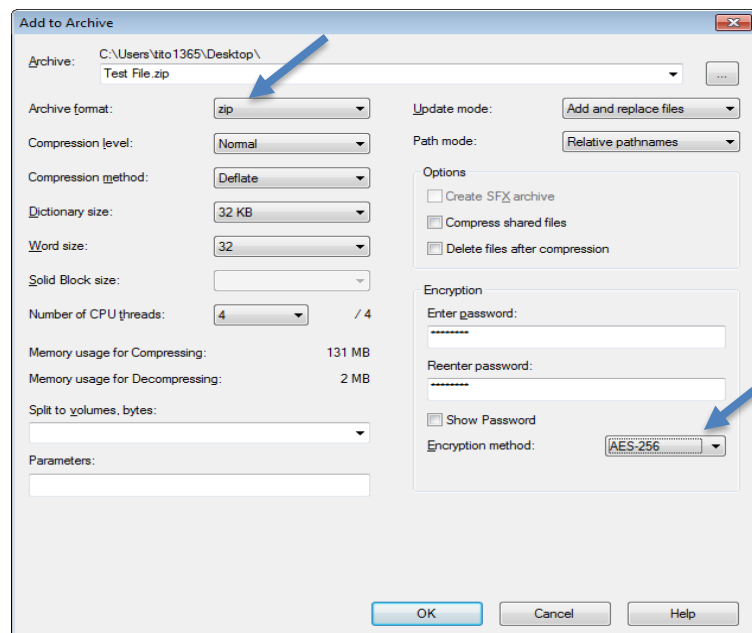 Add to Archive
Archive: C:\Users\tito1365\Desktop\
Test File.zip
...
Archive format: zip
Compression level: Normal
Compression method: Deflate
Dictionary size: 32 KB
Word size: 32
Solid Block size:
Number of CPU threads: 4 / 4
Memory usage for Compressing: 131 MB
Memory usage for Decompressing: 2 MB
Split to volumes, bytes:
Parameters:
Update mode: Add and replace files
Path mode: Relative pathnames
Options
Create SFX archive
Compress shared files
Delete files after compression
Encryption
Enter password:
********
Reenter password:
********
Show Password
Encryption method: AES-256
OK Cancel Help